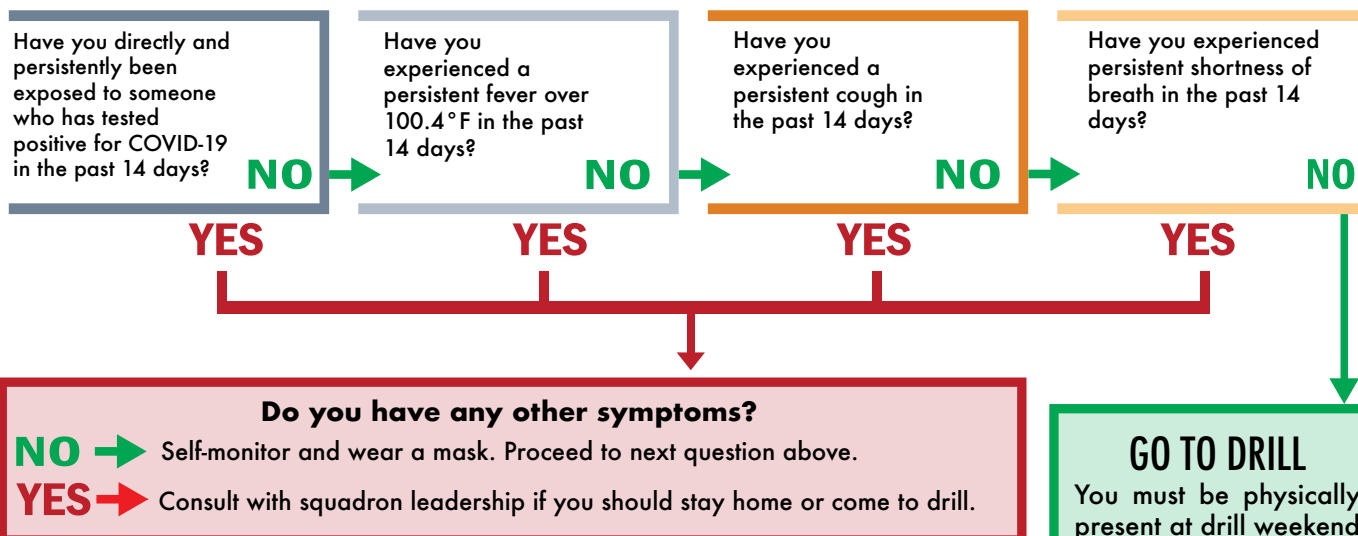 Have you directly and
persistently been
exposed to someone
who has tested
positive for COVID-19
in the past 14 days?
NO
Have you
experienced a
persistent fever over
100.4°F in the past
14 days?
NO
Have you
experienced a
persistent cough in
the past 14 days?
NO
Have you experienced
persistent shortness of
breath in the past 14
days?
NO
YES
YES
YES
YES
Do you have any other symptoms?
NO Self-monitor and wear a mask. Proceed to next question above.
YES Consult with squadron leadership if you should stay home or come to drill.
GO TO DRILL
You must be physically
present at drill weekend